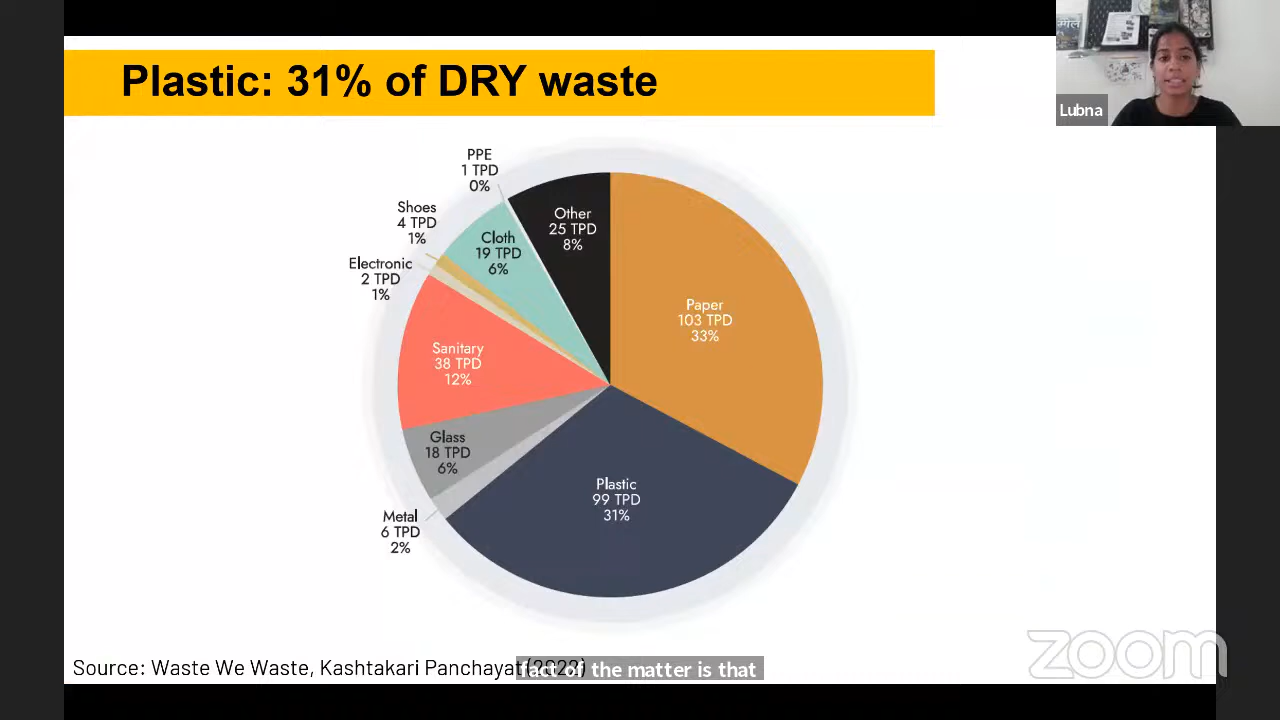 Plastic: 31% of DRY waste
Lubna
PPE
1 TPD
0%
Shoes
4 TPD
1%
Electronic
2 TPD
1%
Cloth
19 TPD
6%
Other
25 TPD
8%
Paper
103 TPD
33%
Sanitary
38 TPD
12%
Glass
18 TPD
6%
Metal
6 TPD
2%
Plastic
99 TPD
31%
Source: Waste We Waste, Kashtakari Panchayat
fact of the matter is that
zoom